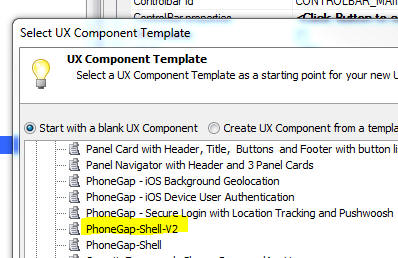 ControlBar Id
CONTROLBAR_MAI
ControlBar properties
<Click Button to
Select UX Component Template
UX Component Template
Select a UX Component Template as a starting point for your new U
Start with a blank UX Component
Create UX Component from a templa
Panel Card with Header, Title, Buttons and Footer with button li
Panel Navigator with Header and 3 Panel Cards
PhoneGap - iOS Background Geolocation
PhoneGap - iOS Device User Authentication
PhoneGap - Secure Login with Location Tracking and Pushwoosh
PhoneGap-Shell-V2
PhoneGap-Shell